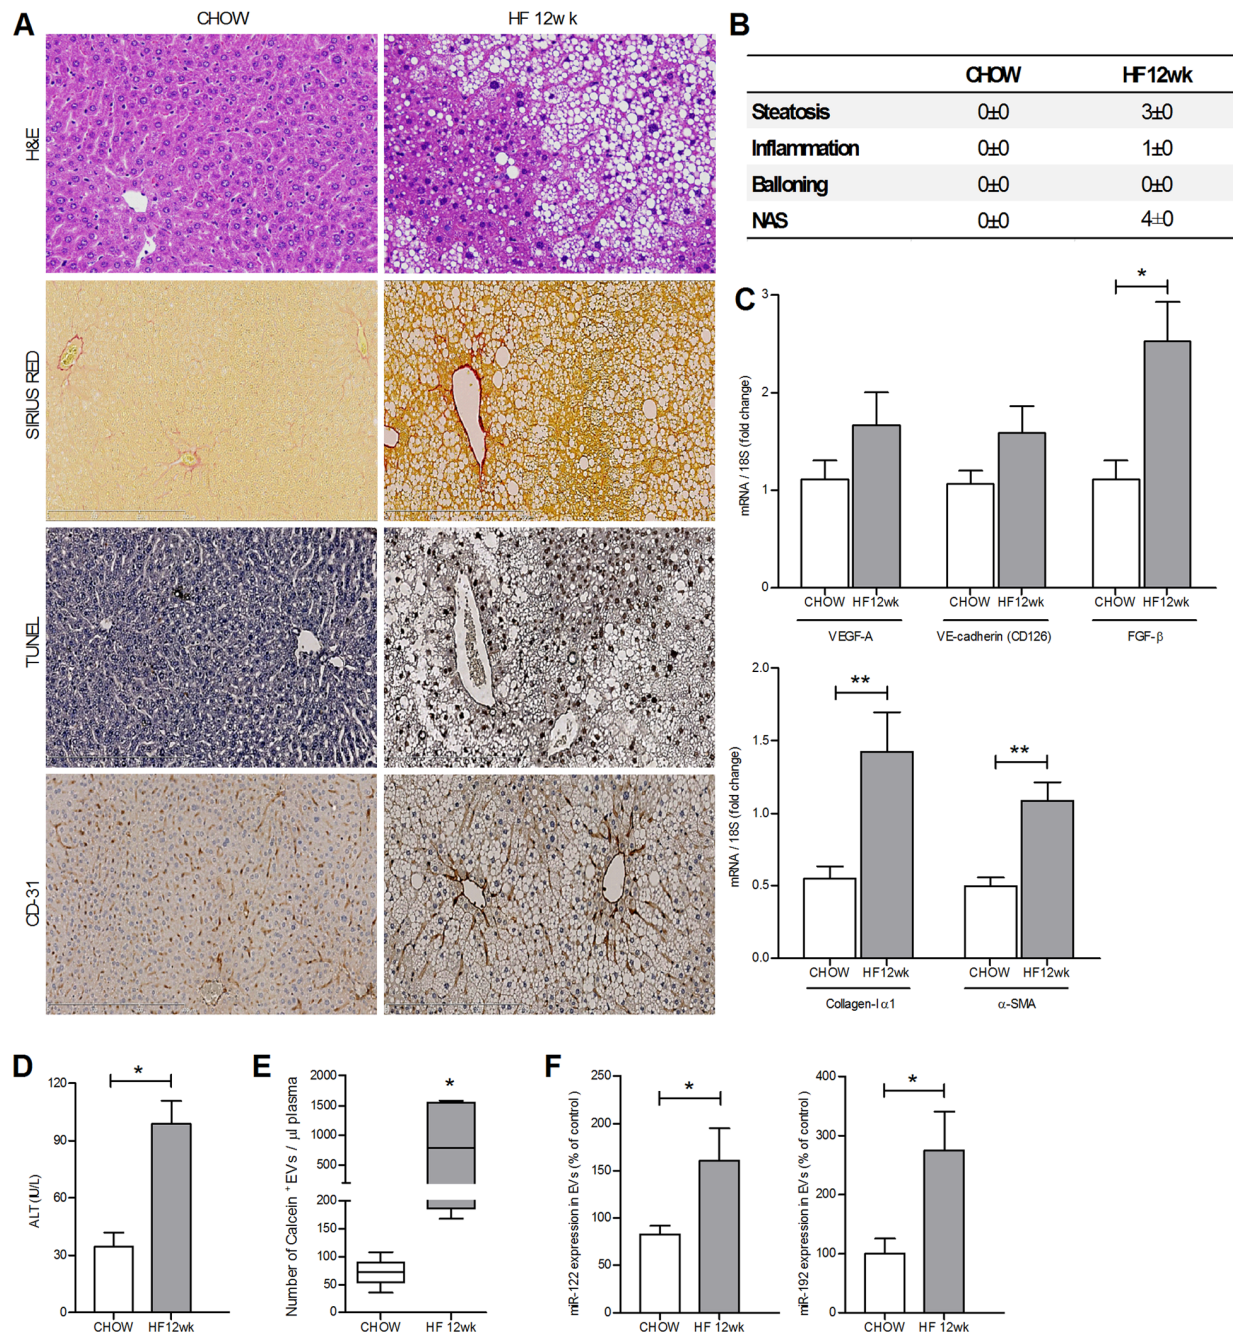 A
CHOW
HF 12wk
H&E
SIRIUS RED
TUNEL
CD-31
B
CHOW HF12wk
Steatosis 0±0 3±0
Inflammation 0±0 1±0
Balloning 0±0 0±0
NAS 0±0 4±0
C
mRNA / 18S (fold change)
3
2
1
0
*
CHOW HF12wk CHOW HF12wk CHOW HF12wk
VEGF-A VE-cadherin (CD126) FGF-β
mRNA / 18S (fold change)
2.0
1.5
1.0
0.5
0.0
**
**
CHOW HF12wk CHOW HF12wk
Collagen-I α1 α-SMA
D
ALT (IU/L)
120
90
60
30
0
*
CHOW HF12wk
E
Number of Calcein + EVs / µl plasma
2000
1500
1000
500
200
150
100
50
0
*
CHOW HF 12wk
F
miR-122 expression in EVs (% of control)
250
200
150
100
50
0
*
CHOW HF 12wk
miR-192 expression in EVs (% of control)
400
300
200
100
0
*
CHOW HF 12wk